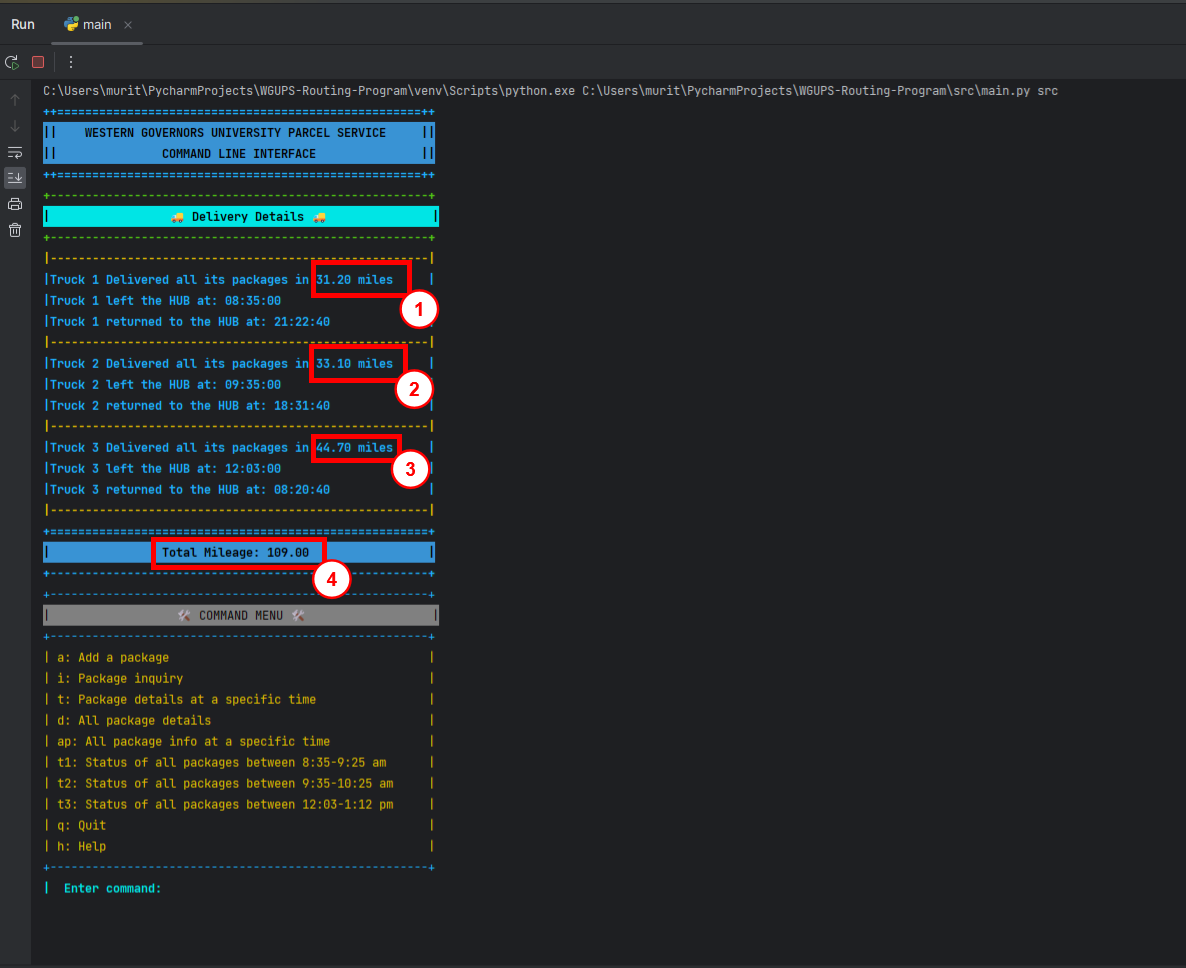 Run main ×
C:\Users\murit\PycharmProjects\WGUPS-Routing-Program\venv\Scripts\python.exe C:\Users\murit\PycharmProjects\WGUPS-Routing-Program\src\main.py src
++====================================================++
|| WESTERN GOVERNORS UNIVERSITY PARCEL SERVICE ||
|| COMMAND LINE INTERFACE ||
++====================================================++
+------------------------------------------------------+
| 🚚 Delivery Details 🚚 |
+------------------------------------------------------+
|------------------------------------------------------|
|Truck 1 Delivered all its packages in 31.20 miles |
|Truck 1 left the HUB at: 08:35:00
1
|Truck 1 returned to the HUB at: 21:22:40 |
|------------------------------------------------------|
|Truck 2 Delivered all its packages in 33.10 miles |
|Truck 2 left the HUB at: 09:35:00
2
|Truck 2 returned to the HUB at: 18:31:40 |
|------------------------------------------------------|
|Truck 3 Delivered all its packages in 44.70 miles |
|Truck 3 left the HUB at: 12:03:00 |
3
|Truck 3 returned to the HUB at: 08:20:40 |
|------------------------------------------------------|
+======================================================+
| Total Mileage: 109.00 |
4
+------------------------------------------------------+
+------------------------------------------------------+
| 🛠 COMMAND MENU 🛠 |
+------------------------------------------------------+
| a: Add a package |
| i: Package inquiry |
| t: Package details at a specific time |
| d: All package details |
| ap: All package info at a specific time |
| t1: Status of all packages between 8:35-9:25 am |
| t2: Status of all packages between 9:35-10:25 am |
| t3: Status of all packages between 12:03-1:12 pm |
| q: Quit |
| h: Help |
+------------------------------------------------------+
| Enter command: